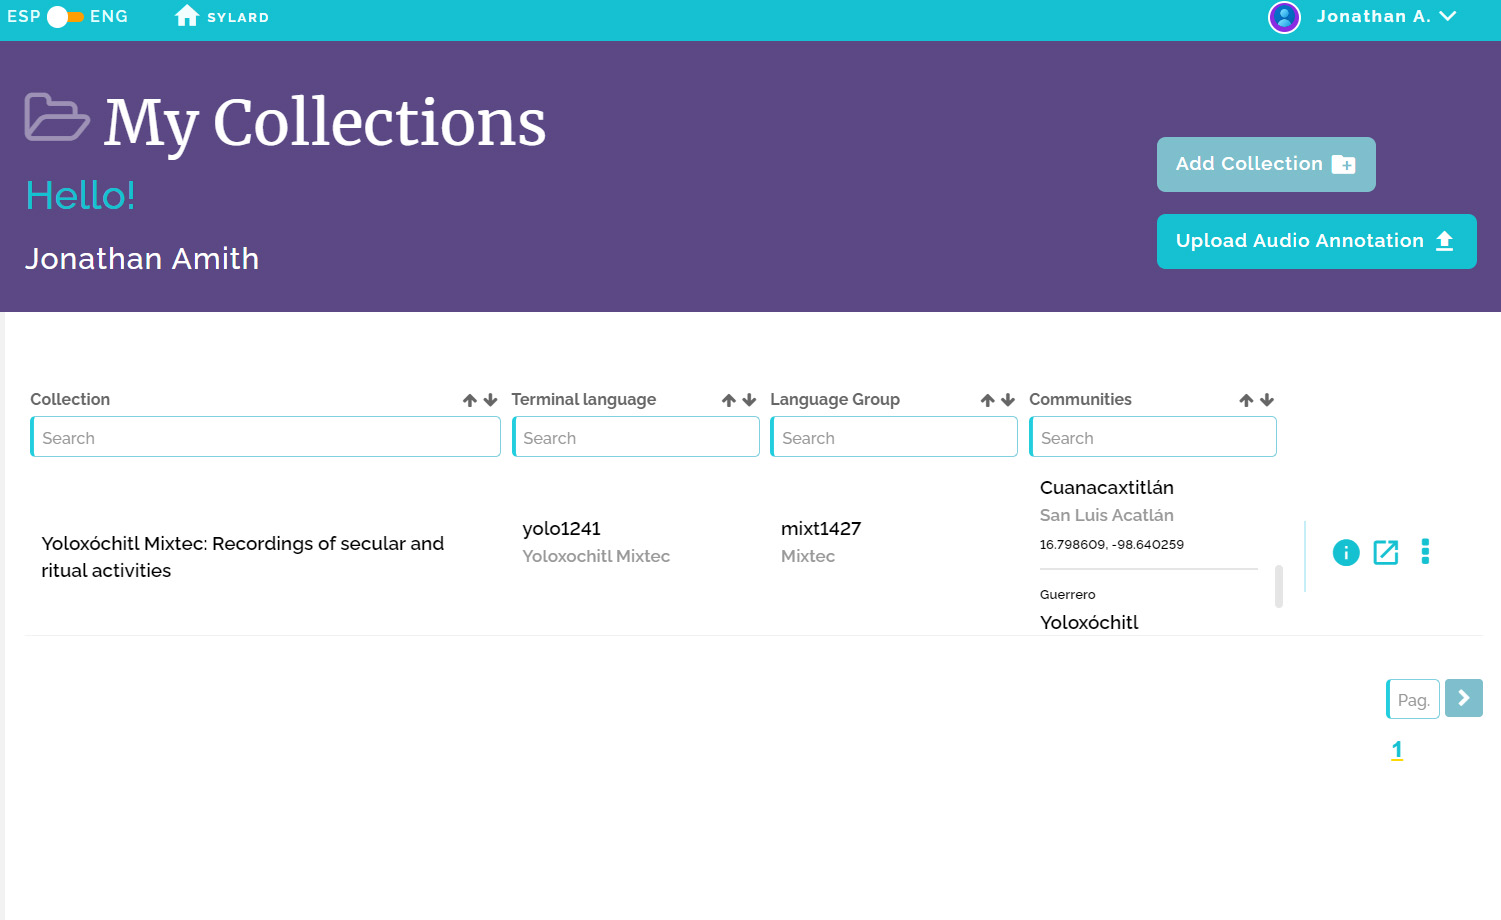 ESP ENG SYLARD Jonathan A.
My Collections
Hello!
Jonathan Amith
Add Collection
Upload Audio Annotation
Collection Terminal language Language Group Communities
Search Search Search Search
Yoloxóchitl Mixtec: Recordings of secular and
ritual activities
yolo1241
Yoloxochitl Mixtec
mixt1427
Mixtec
Cuanacaxtitlán
San Luis Acatlán
16.798609, -98.640259
Guerrero
Yoloxóchitl
Pag.
1